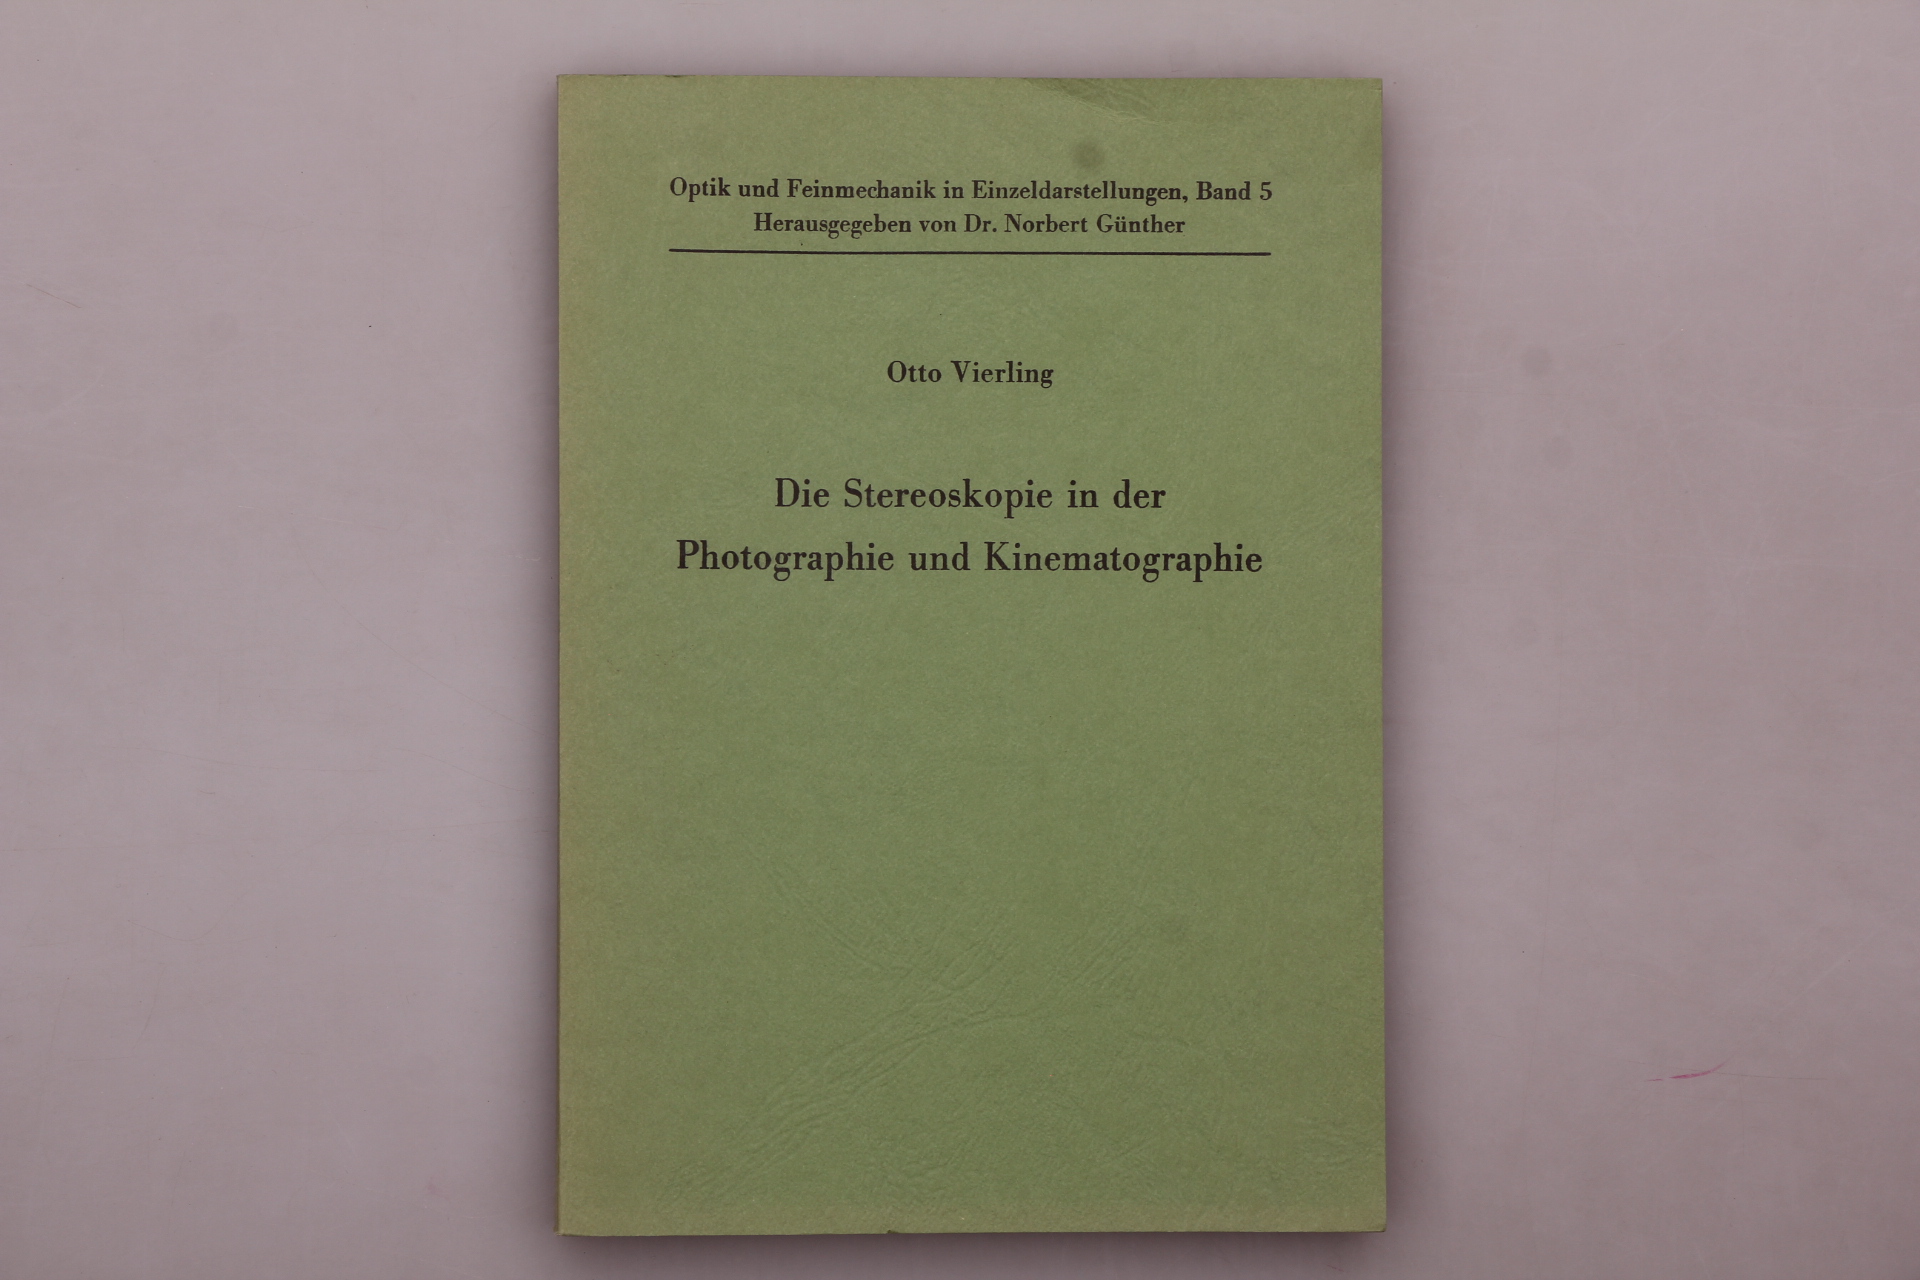 Optik und Feinmechanik in Einzeldarstellungen, Band 5
Herausgegeben von Dr. Norbert Günther
Otto Vierling
Die Stereoskopie in der
Photographie und Kinematographie